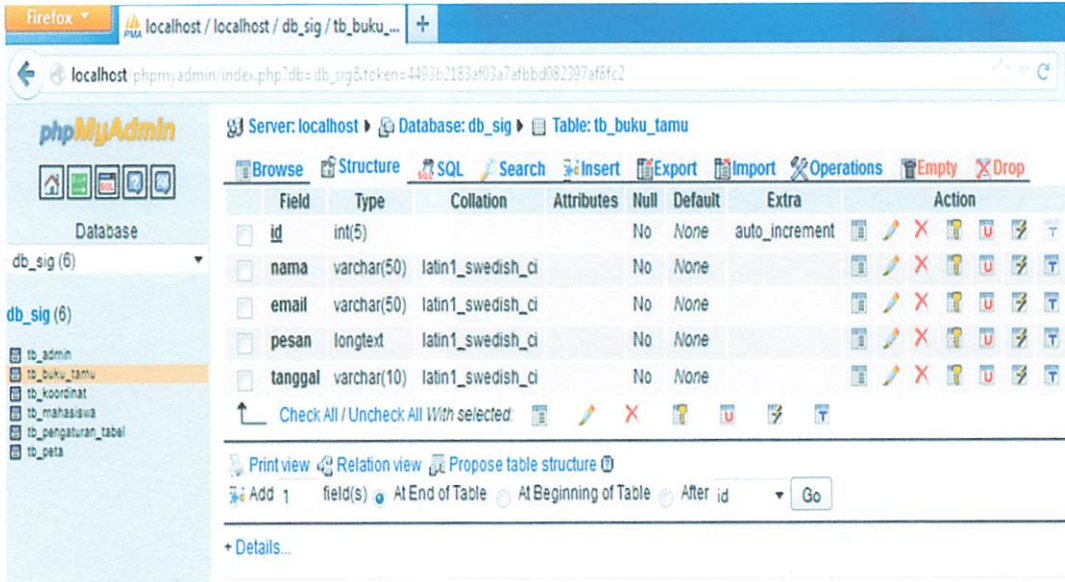 Firefox
localhost / localhost / db_sig / tb_buku_... +
localhost/phpmyadmin/index.php?db=db_sig&token=4493b2183ef03a7afbbd082397af8fc2
phpMyAdmin
Server: localhost Database: db_sig Table: tb_buku_tamu
Browse Structure SQL Search Insert Export Import Operations Empty Drop
Field Type Collation Attributes Null Default Extra Action
id int(5) No None auto_increment
nama varchar(50) latin1_swedish_ci No None
email varchar(50) latin1_swedish_ci No None
pesan longtext latin1_swedish_ci No None
tanggal varchar(10) latin1_swedish_ci No None
Check All / Uncheck All With selected:
Print view Relation view Propose table structure
Add 1 field(s) At End of Table At Beginning of Table After id Go
+ Details...
Database
db_sig (6)
db_sig (6)
tb_admin
tb_buku_tamu
tb_koordinat
tb_mahasiswa
tb_pengaturan_tabel
tb_peta